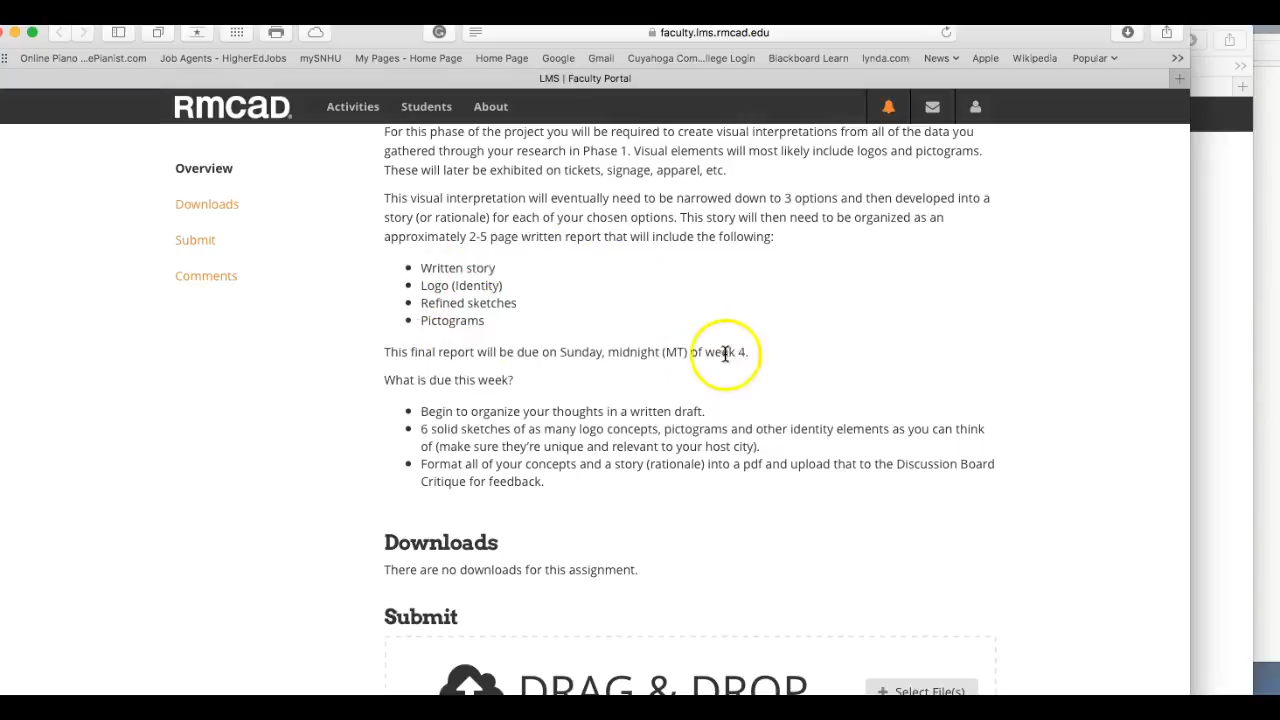 faculty.lms.rmcad.edu
Online Piano ...ePianist.com Job Agents - HigherEdJobs mySNHU My Pages - Home Page Home Page Google Gmail Cuyahoga Com...llege Login Blackboard Learn lynda.com News Apple Wikipedia Popular
LMS | Faculty Portal
RMCAD Activities Students About
For this phase of the project you will be required to create visual interpretations from all of the data you
gathered through your research in Phase 1. Visual elements will most likely include logos and pictograms.
These will later be exhibited on tickets, signage, apparel, etc.
Overview
Downloads
Submit
Comments
This visual interpretation will eventually need to be narrowed down to 3 options and then developed into a
story (or rationale) for each of your chosen options. This story will then need to be organized as an
approximately 2-5 page written report that will include the following:
Written story
Logo (Identity)
Refined sketches
Pictograms
This final report will be due on Sunday, midnight (MT) of week 4.
What is due this week?
Begin to organize your thoughts in a written draft.
6 solid sketches of as many logo concepts, pictograms and other identity elements as you can think
of (make sure they're unique and relevant to your host city).
Format all of your concepts and a story (rationale) into a pdf and upload that to the Discussion Board
Critique for feedback.
Downloads
There are no downloads for this assignment.
Submit
DRAG & DROP
+ Select File(s)